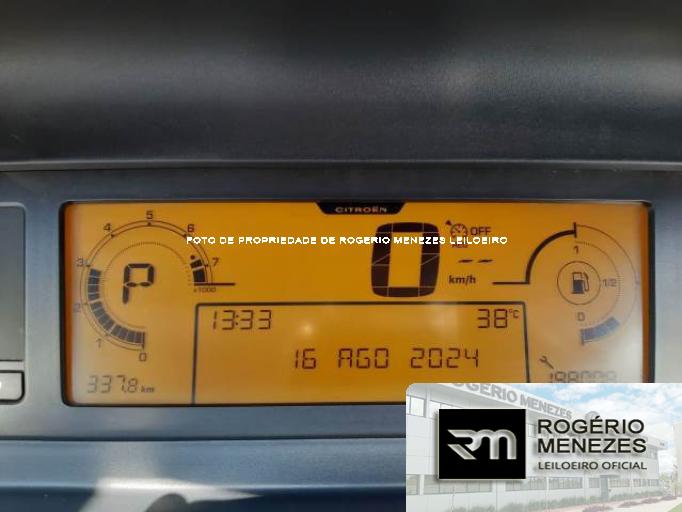 CITROËN
4 5 6
3 7
x1000
2
1 0
P
0
km/h
OFF
--
1
1/2
0
FOTO DE PROPRIEDADE DE ROGERIO MENEZES LEILOEIRO
13:33 38°C
16 AGO 2024
337.8 km
ROGÉRIO MENEZES
RM ROGÉRIO
MENEZES
LEILOEIRO OFICIAL